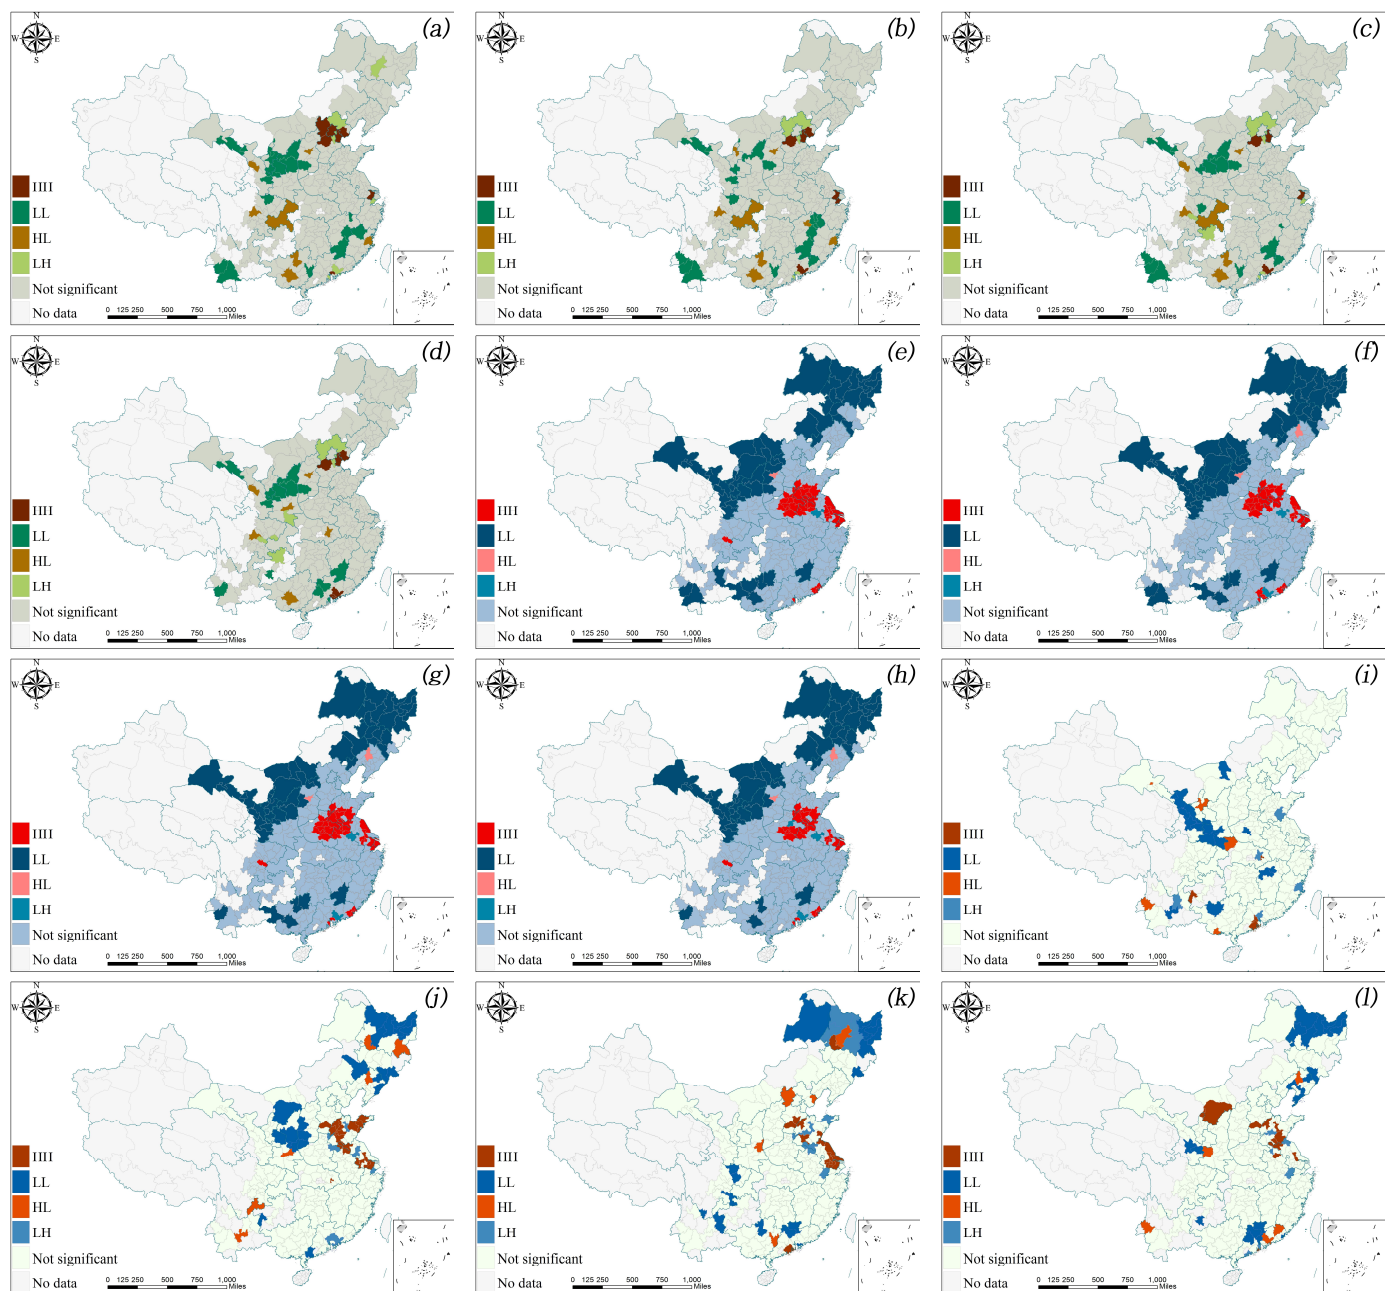 N
(a)
W E
S
HH
LL
HL
LH
Not significant
No data
0 125 250 500 750 1,000
Miles
N
(b)
W E
S
HH
LL
HL
LH
Not significant
No data
0 125 250 500 750 1,000
Miles
N
(c)
W E
S
HH
LL
HL
LH
Not significant
No data
0 125 250 500 750 1,000
Miles
N
(d)
W E
S
HH
LL
HL
LH
Not significant
No data
0 125 250 500 750 1,000
Miles
N
(e)
W E
S
HH
LL
HL
LH
Not significant
No data
0 125 250 500 750 1,000
Miles
N
(f)
W E
S
HH
LL
HL
LH
Not significant
No data
0 125 250 500 750 1,000
Miles
N
(g)
W E
S
HH
LL
HL
LH
Not significant
No data
0 125 250 500 750 1,000
Miles
N
(h)
W E
S
HH
LL
HL
LH
Not significant
No data
0 125 250 500 750 1,000
Miles
N
(i)
W E
S
HH
LL
HL
LH
Not significant
No data
0 125 250 500 750 1,000
Miles
N
(j)
W E
S
HH
LL
HL
LH
Not significant
No data
0 125 250 500 750 1,000
Miles
N
(k)
W E
S
HH
LL
HL
LH
Not significant
No data
0 125 250 500 750 1,000
Miles
N
(l)
W E
S
HH
LL
HL
LH
Not significant
No data
0 125 250 500 750 1,000
Miles